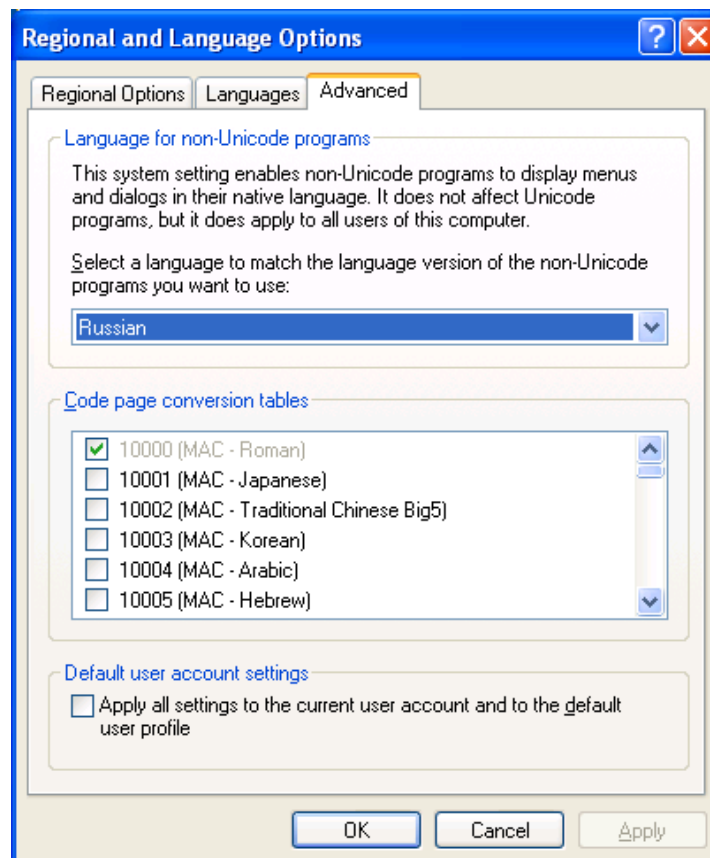 Regional and Language Options
Regional Options Languages Advanced
Language for non-Unicode programs
This system setting enables non-Unicode programs to display menus
and dialogs in their native language. It does not affect Unicode
programs, but it does apply to all users of this computer.
Select a language to match the language version of the non-Unicode
programs you want to use:
Russian
Code page conversion tables
10000 (MAC - Roman)
10001 (MAC - Japanese)
10002 (MAC - Traditional Chinese Big5)
10003 (MAC - Korean)
10004 (MAC - Arabic)
10005 (MAC - Hebrew)
Default user account settings
Apply all settings to the current user account and to the default
user profile
OK Cancel Apply